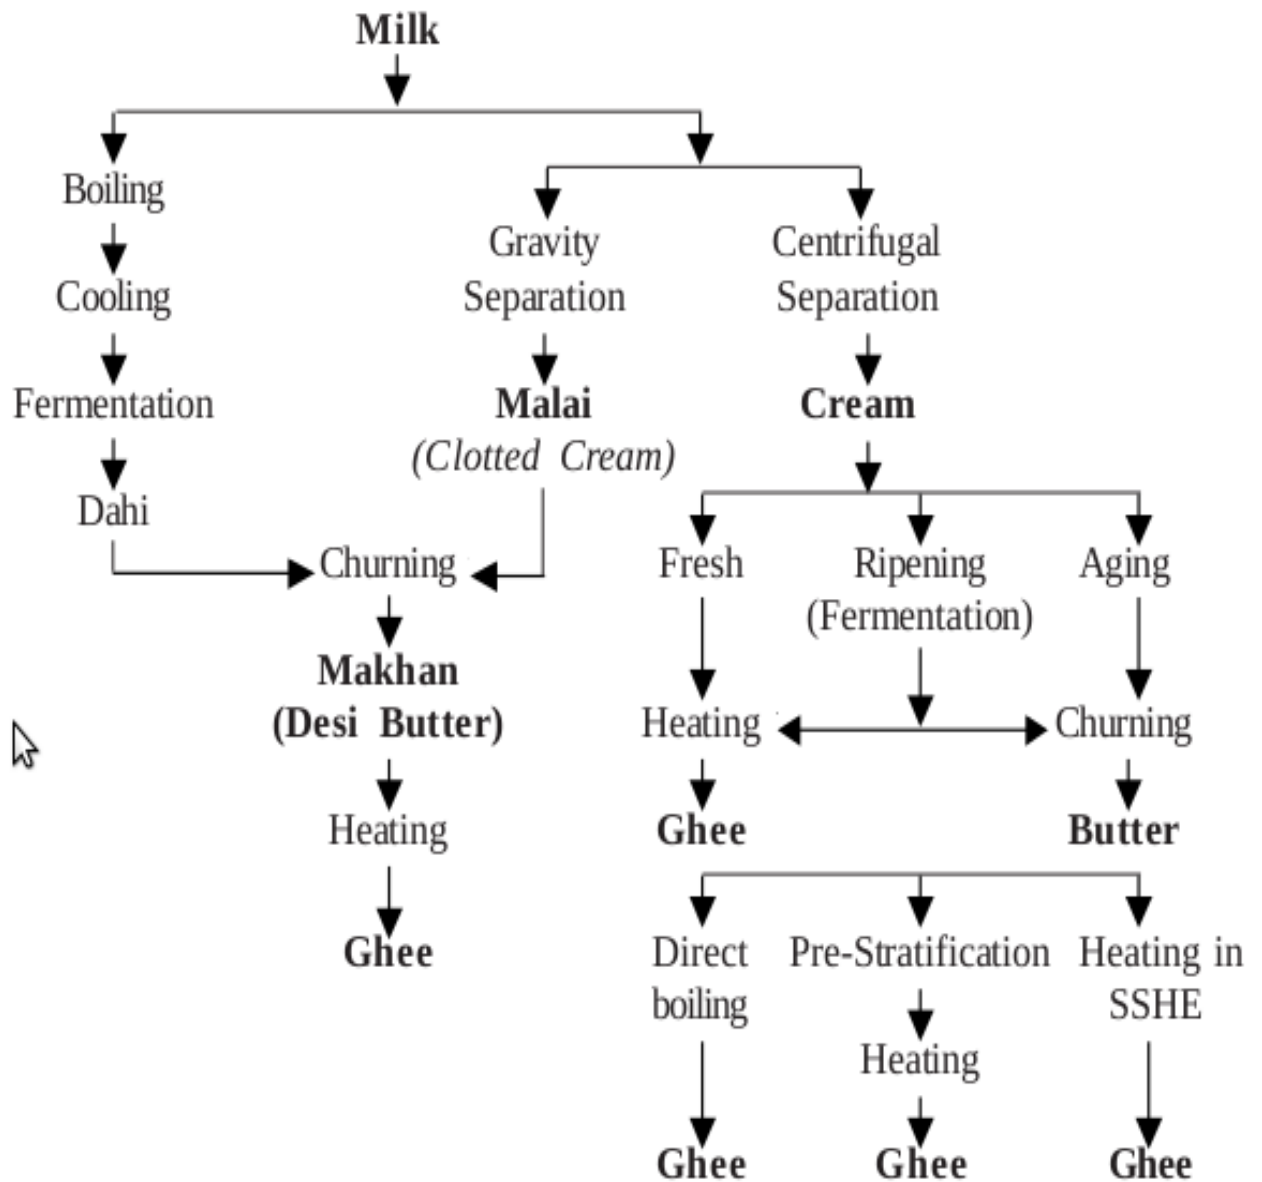 Milk
Boiling
Gravity
Separation
Centrifugal
Separation
Cooling
Fermentation
Malai
(Clotted Cream)
Cream
Dahi
Churning
Fresh
Ripening
(Fermentation)
Aging
Makhan
(Desi Butter)
Heating
Churning
Heating
Ghee
Butter
Ghee
Direct
boiling
Pre-Stratification
Heating in
SSHE
Heating
Ghee
Ghee
Ghee